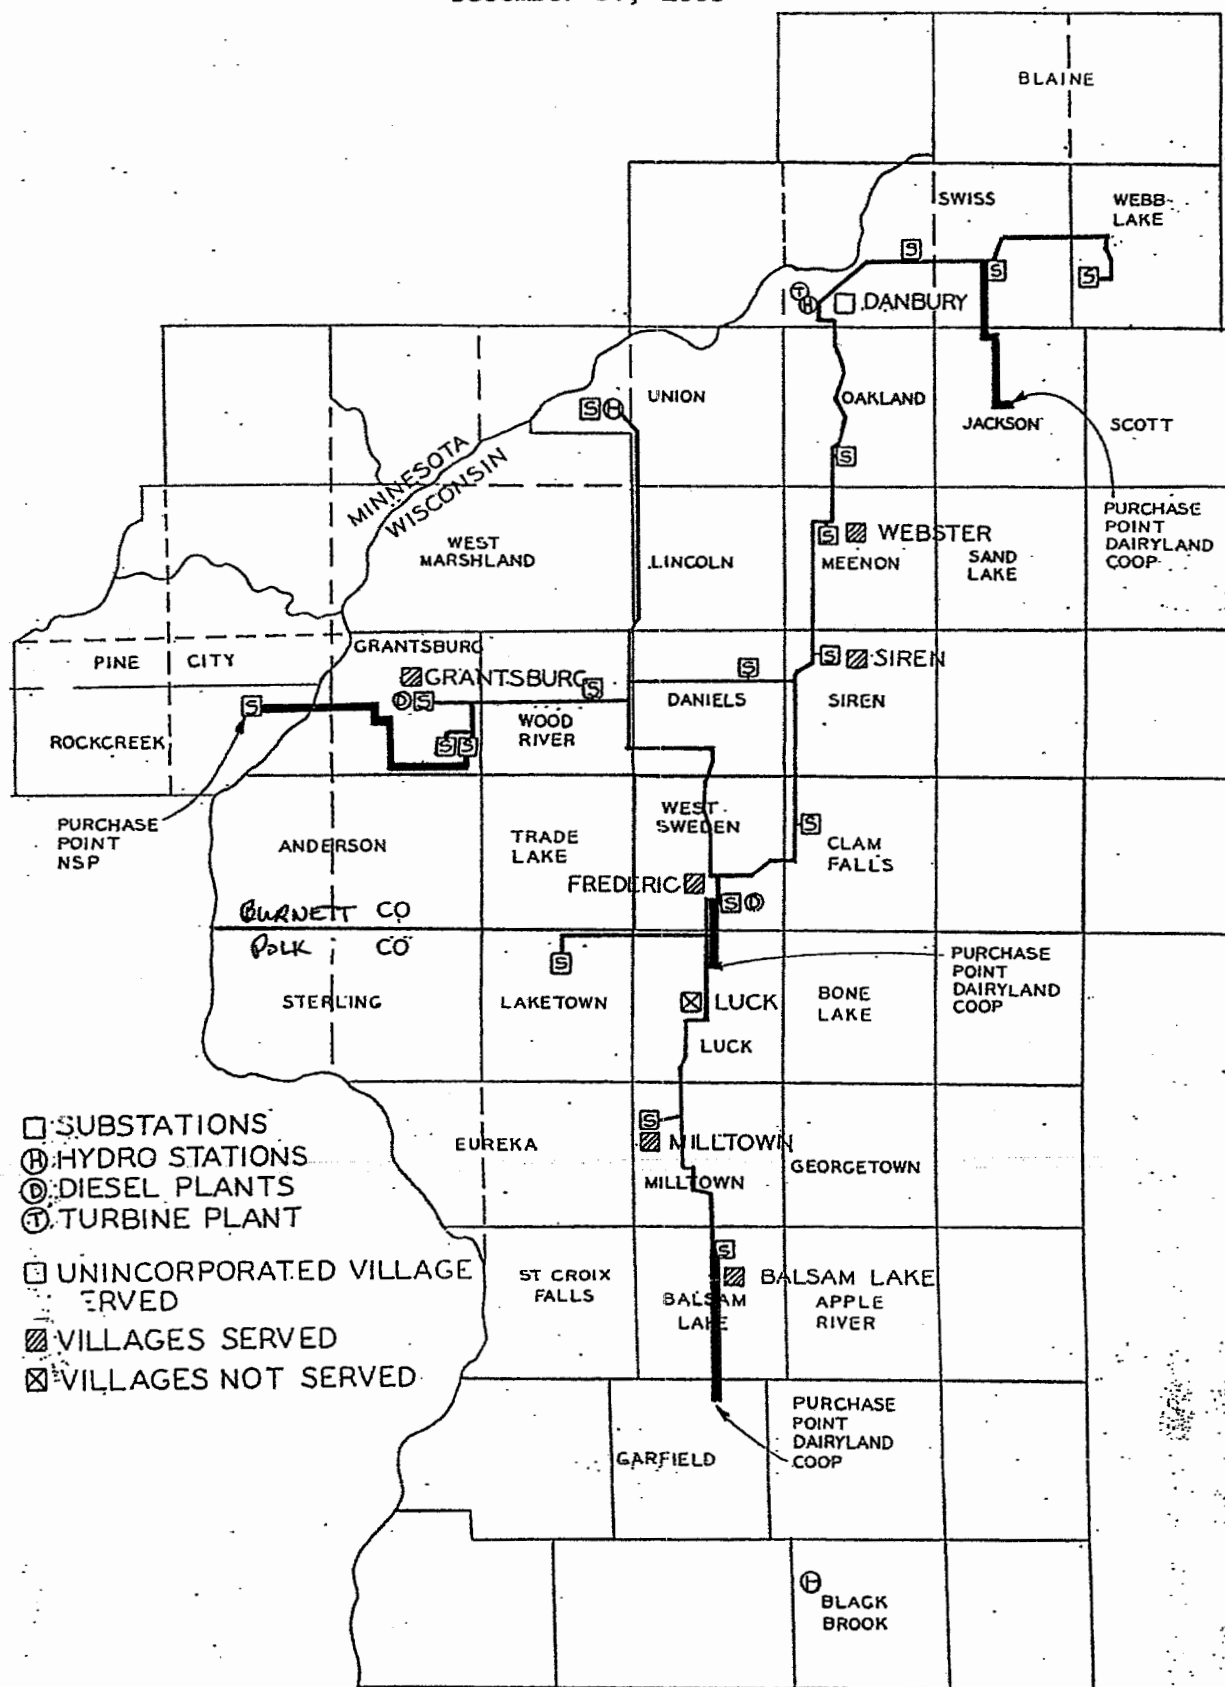 BLAINE
SWISS
WEBB
LAKE
S
S
S
T
H
DANBURY
UNION
OAKLAND
S H
JACKSON
SCOTT
MINNESOTA
WISCONSIN
S
PURCHASE
POINT
DAIRYLAND
COOP
WEST
MARSHLAND
LINCOLN
S
WEBSTER
MEENON
SAND
LAKE
GRANTSBURG
PINE CITY
GRANTSBURG
D S
S
S
DANIELS
S
SIREN
SIREN
S
WOOD
RIVER
ROCKCREEK
S S
PURCHASE
POINT
NSP
ANDERSON
TRADE
LAKE
WEST
SWEDEN
S
CLAM
FALLS
FREDERIC
S D
BURNETT CO
POLK CO
S
PURCHASE
POINT
DAIRYLAND
COOP
STERLING
LAKETOWN
LUCK
BONE
LAKE
LUCK
SUBSTATIONS
H HYDRO STATIONS
D DIESEL PLANTS
T TURBINE PLANT
UNINCORPORATED VILLAGE
ERVED
VILLAGES SERVED
VILLAGES NOT SERVED
EUREKA
S
MILLTOWN
MILLTOWN
GEORGETOWN
S
ST CROIX
FALLS
BALSAM LAKE
BALSAM
LAKE
APPLE
RIVER
PURCHASE
POINT
DAIRYLAND
COOP
GARFIELD
H
BLACK
BROOK